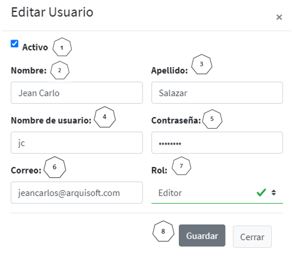 Editar Usuario ×
Activo 1
Nombre: 2 Apellido: 3
Jean Carlo Salazar
Nombre de usuario: 4 Contraseña: 5
jc ••••••••
Correo: 6 Rol: 7
jeancarlos@arquisoft.com Editor
8 Guardar Cerrar